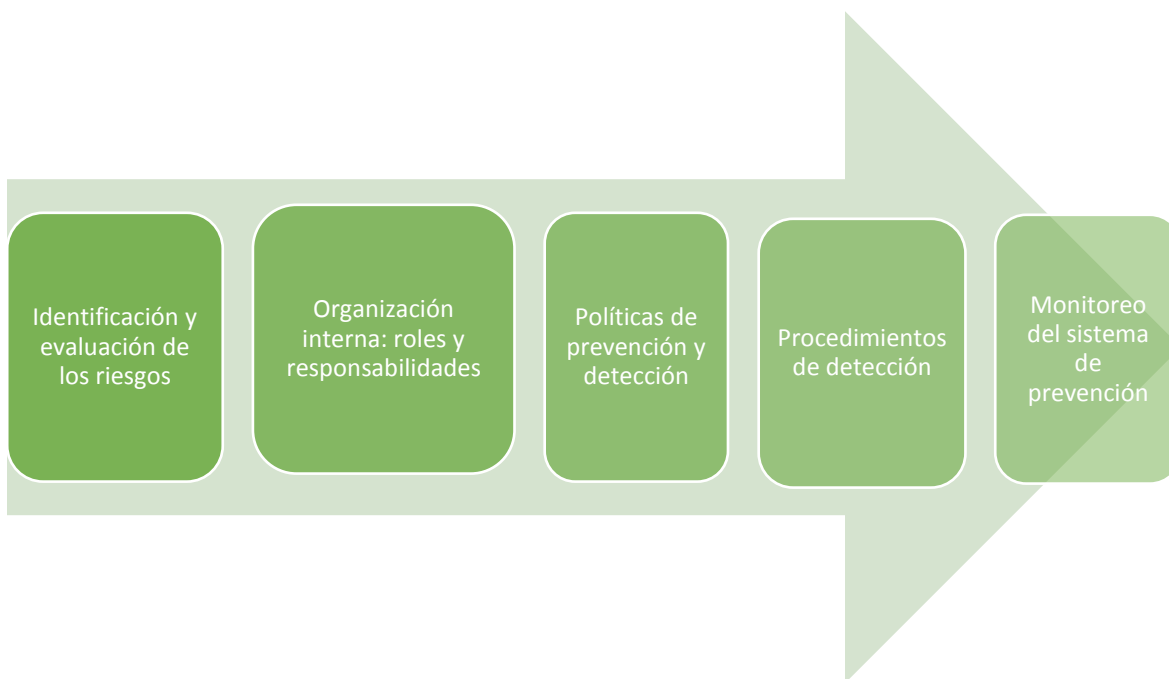 Identificación y
evaluación de
los riesgos
Organización
interna: roles y
responsabilidades
Políticas de
prevención y
detección
Procedimientos
de detección
Monitoreo
del sistema
de
prevención